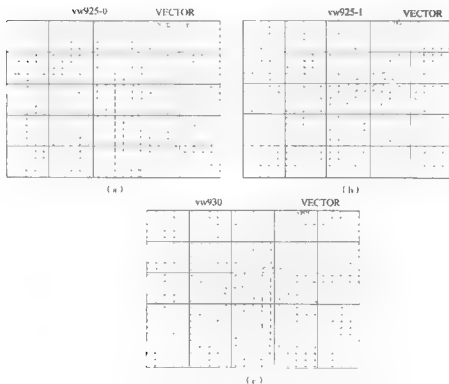 vw925-0 VECTOR
vw925-1 VECTOR
(a)
(b)
vw930 VECTOR
(c)